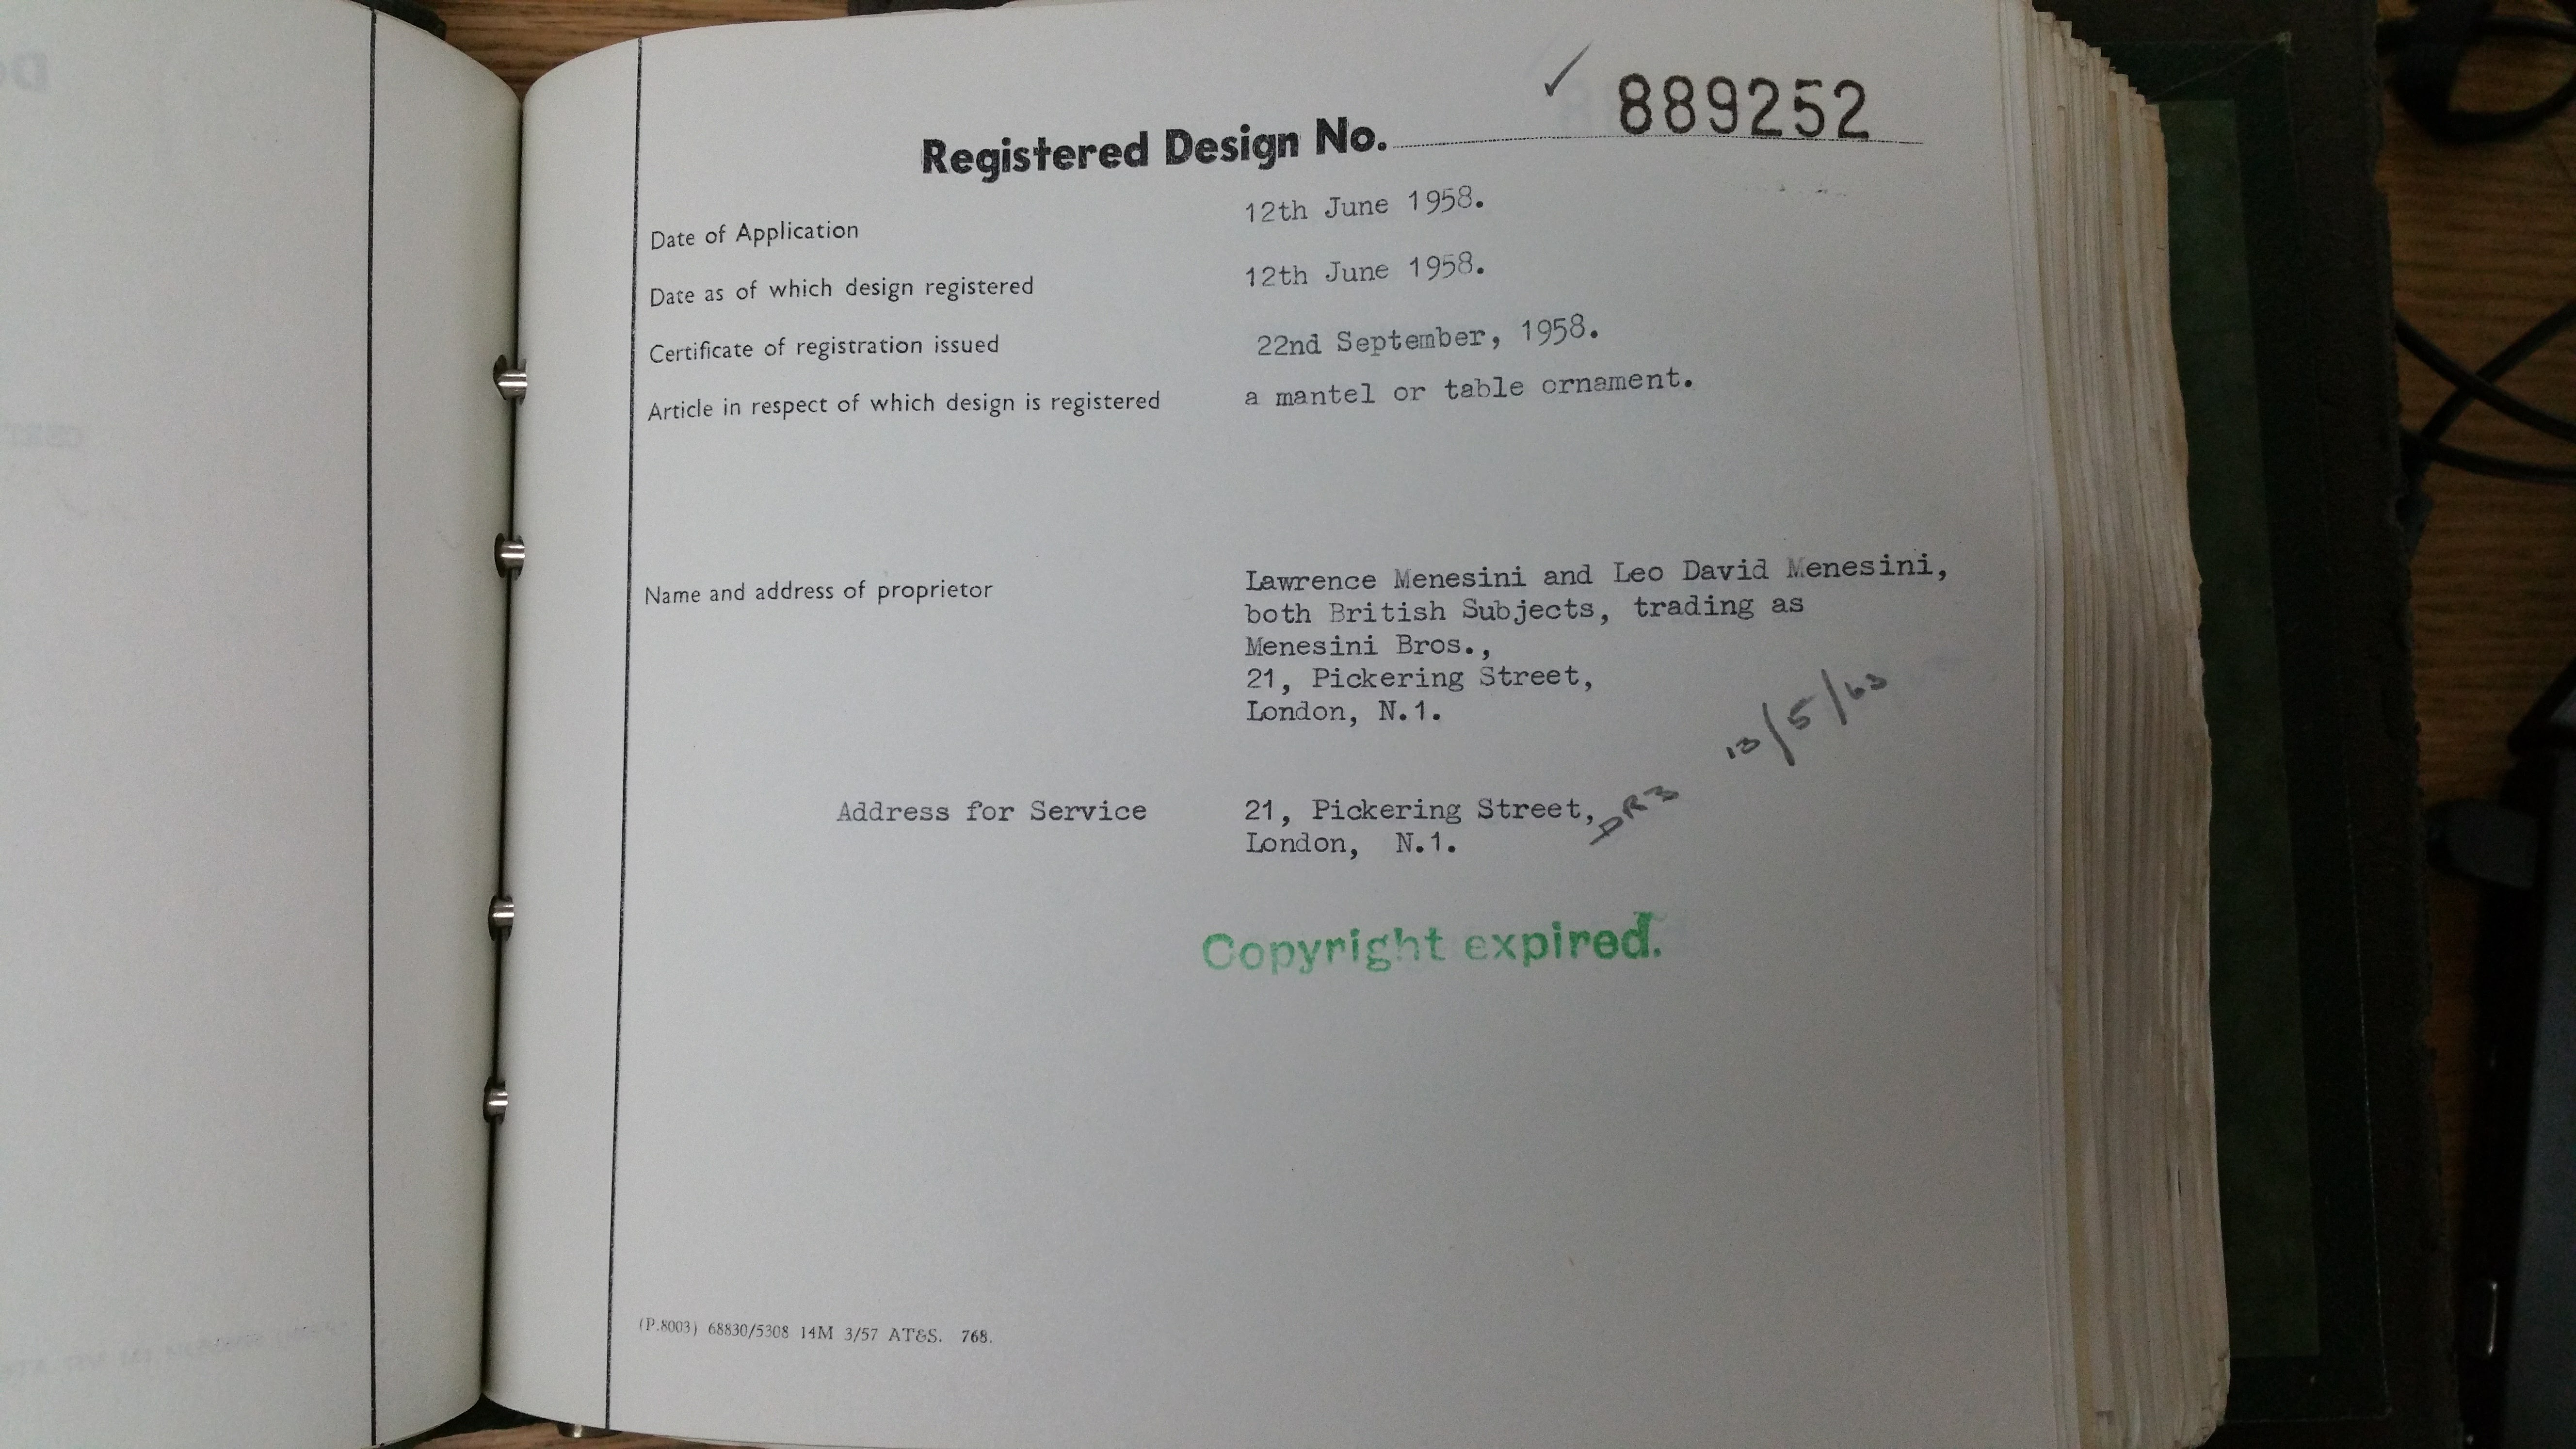 Registered Design No. 889252
Date of Application 12th June 1958.
Date as of which design registered 12th June 1958.
Certificate of registration issued 22nd September, 1958.
Article in respect of which design is registered a mantel or table ornament.
Name and address of proprietor Lawrence Menesini and Leo David Menesini,
both British Subjects, trading as
Menesini Bros.,
21, Pickering Street,
London, N.1.
13/5/63
Address for Service 21, Pickering Street,
London, N.1.
DR3
Copyright expired.
(P.8003) 68830/5308 14M 3/57 AT&S. 768.